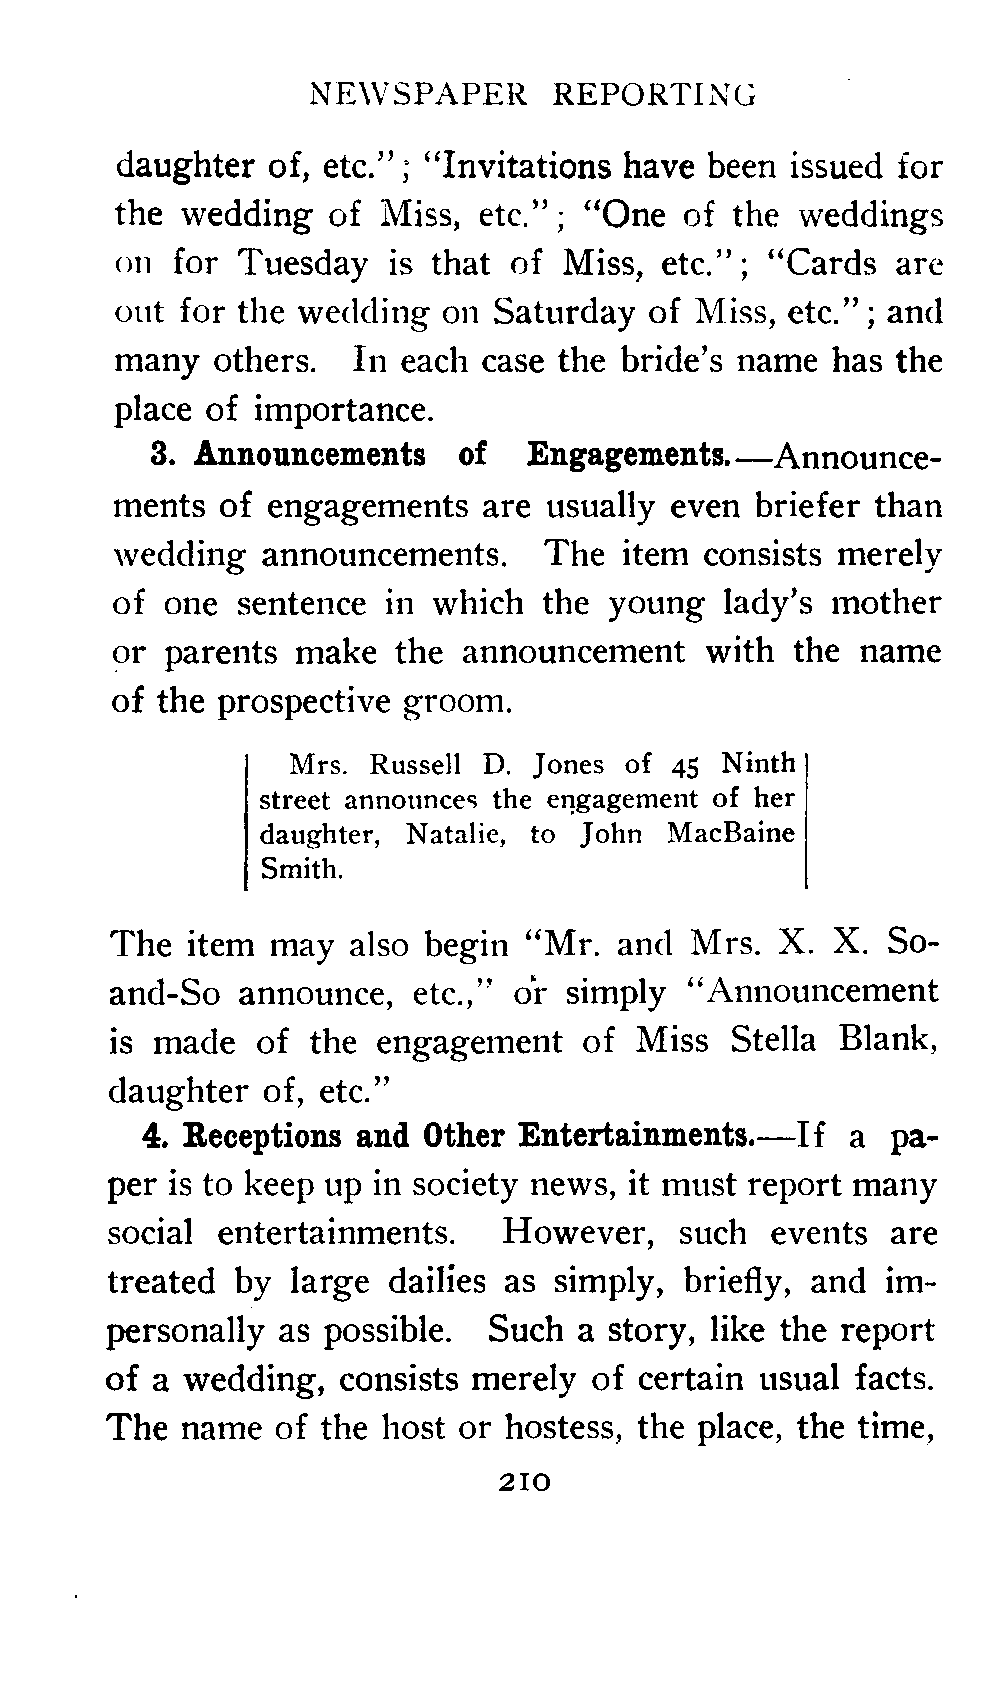 NEWSPAPER REPORTING
daughter of, etc."; "Invitations have been issued for
the wedding of Miss, etc."; "One of the weddings
on for Tuesday is that of Miss, etc."; "Cards are
out for the wedding on Saturday of Miss, etc."; and
many others. In each case the bride's name has the
place of importance.
3. Announcements of Engagements.—Announce-
ments of engagements are usually even briefer than
wedding announcements. The item consists merely
of one sentence in which the young lady's mother
or parents make the announcement with the name
of the prospective groom.
Mrs. Russell D. Jones of 45 Ninth
street announces the engagement of her
daughter, Natalie, to John MacBaine
Smith.
The item may also begin "Mr. and Mrs. X. X. So-
and-So announce, etc.," or simply "Announcement
is made of the engagement of Miss Stella Blank,
daughter of, etc."
4. Receptions and Other Entertainments.—If a pa-
per is to keep up in society news, it must report many
social entertainments. However, such events are
treated by large dailies as simply, briefly, and im-
personally as possible. Such a story, like the report
of a wedding, consists merely of certain usual facts.
The name of the host or hostess, the place, the time,
210